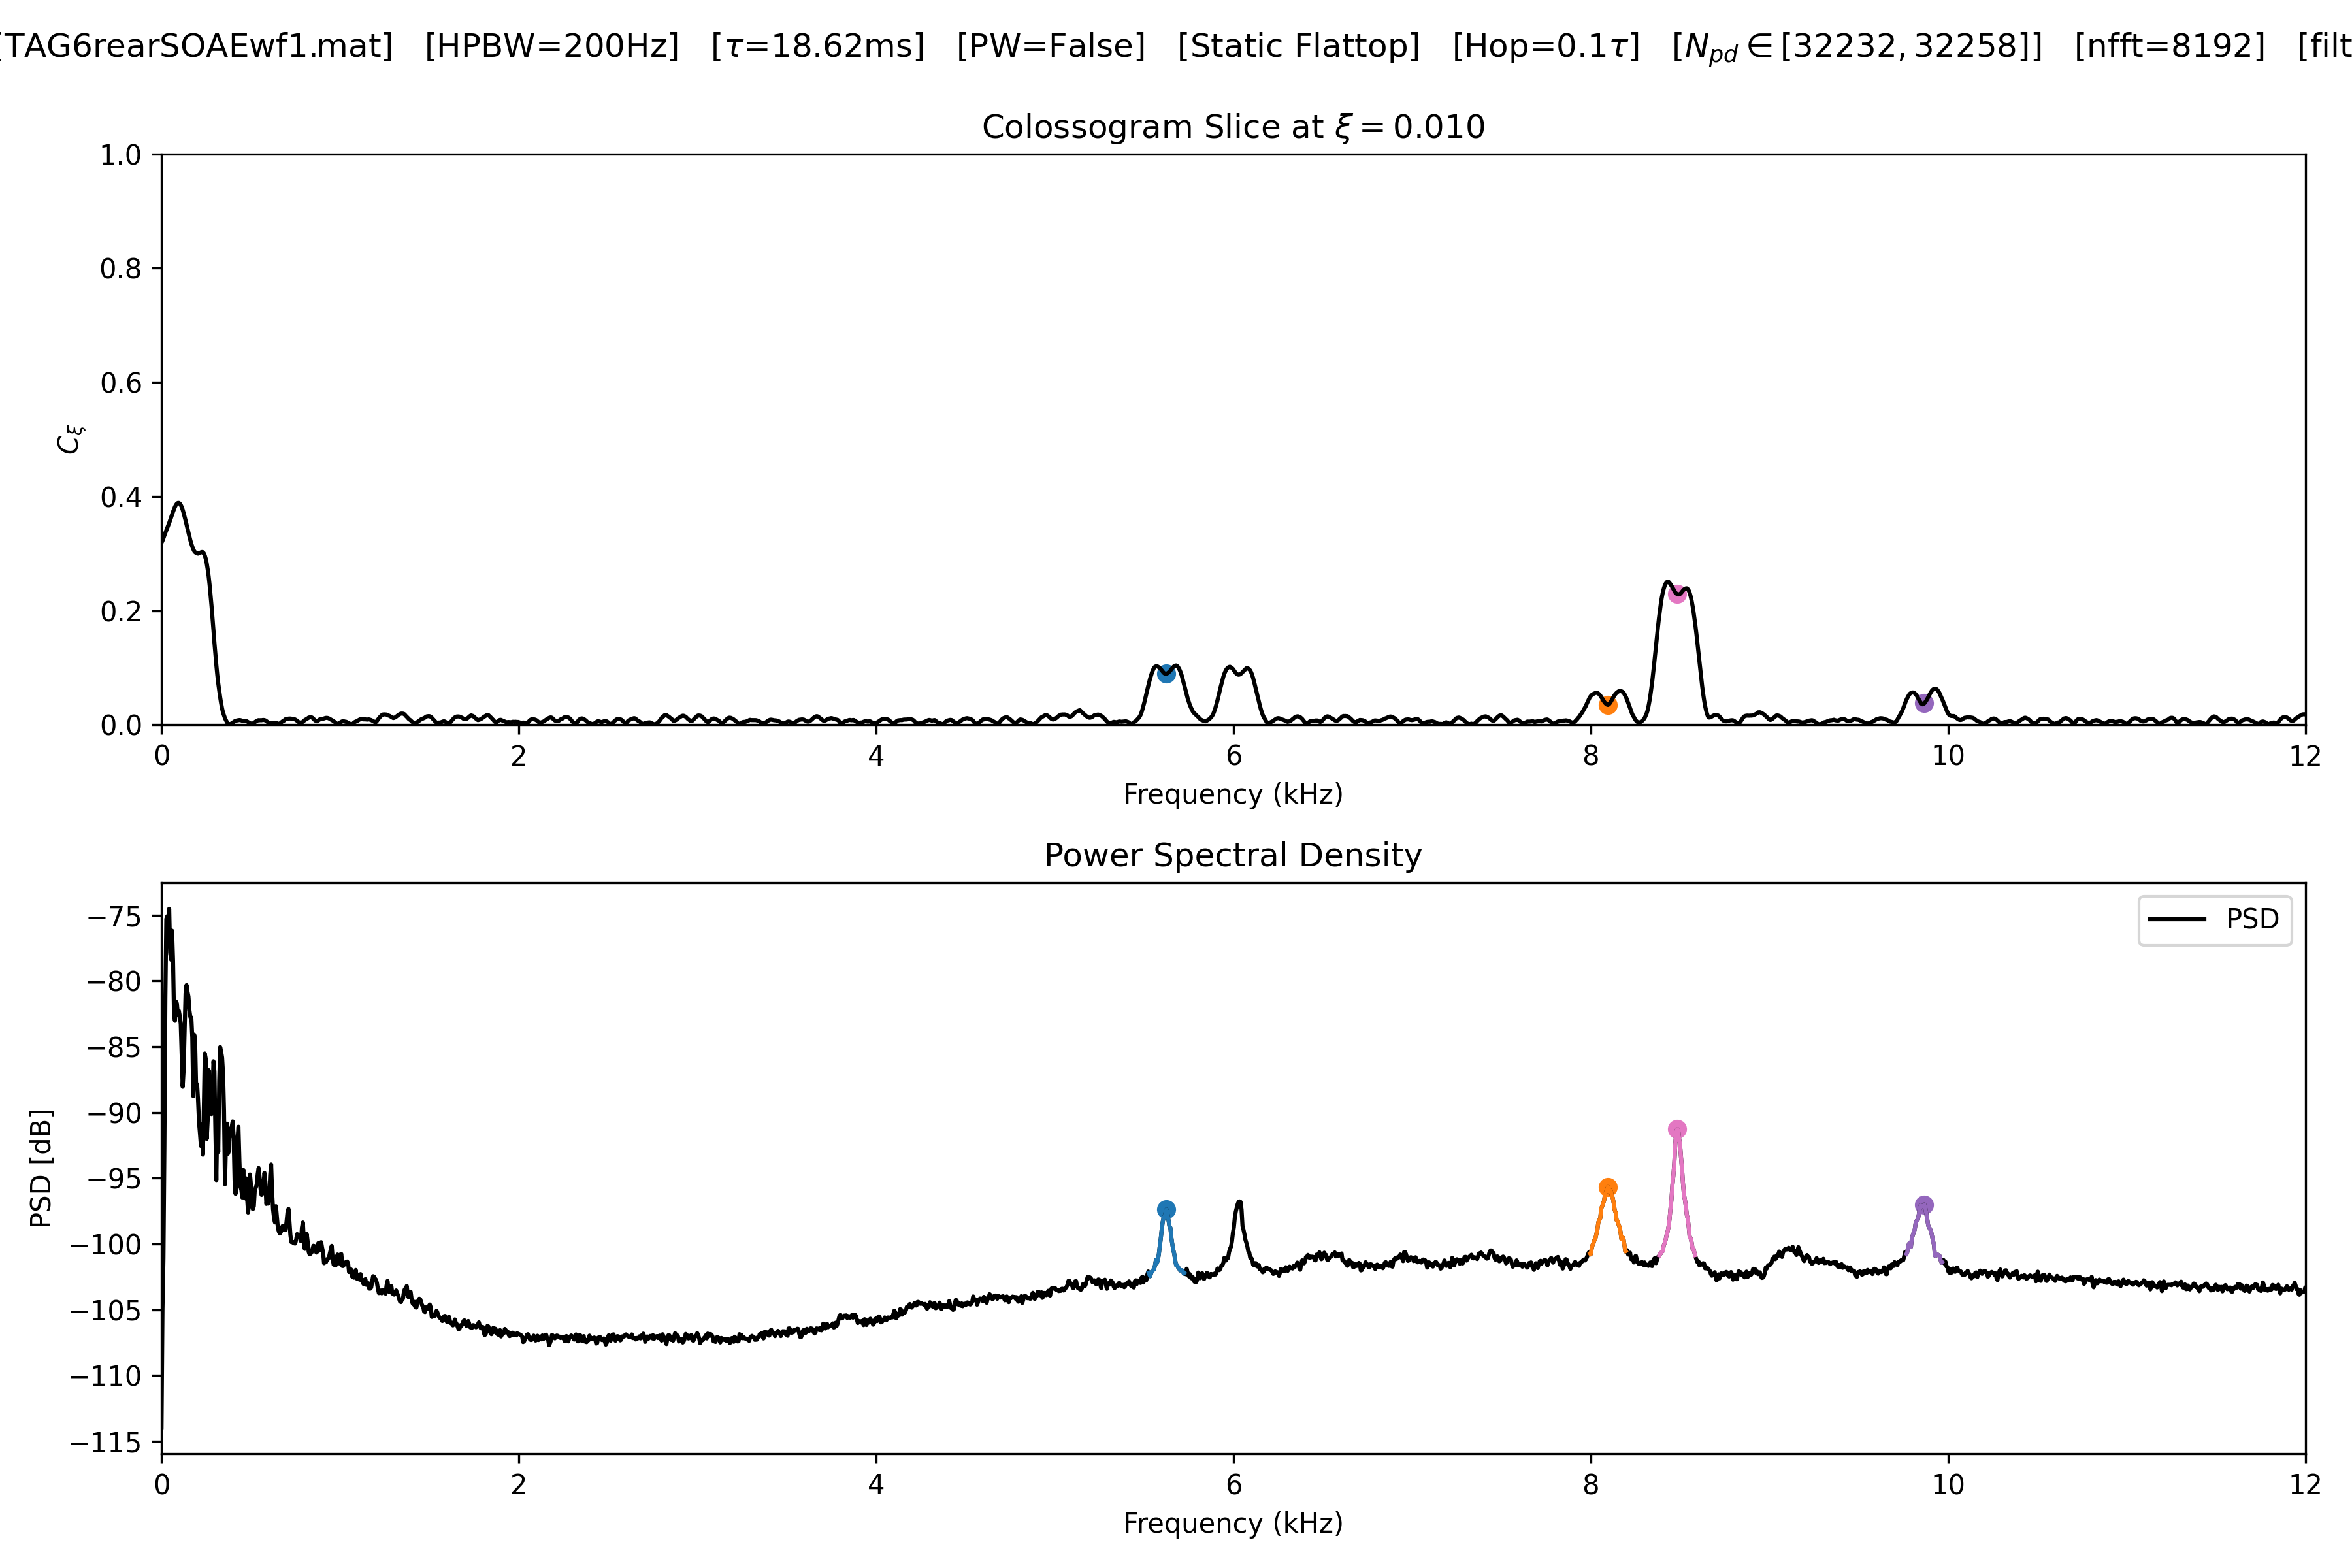 [TAG6rearSOAEwf1.mat] [HPBW=200Hz] [τ=18.62ms] [PW=False] [Static Flattop] [Hop=0.1τ] [N_pd ∈ [32232, 32258]] [nfft=8192] [filt
Colossogram Slice at ξ = 0.010
1.0
0.8
0.6
0.4
0.2
0.0
C_ξ
0 2 4 6 8 10 12
Frequency (kHz)
Power Spectral Density
PSD
−75
−80
−85
−90
−95
−100
−105
−110
−115
PSD [dB]
0 2 4 6 8 10 12
Frequency (kHz)